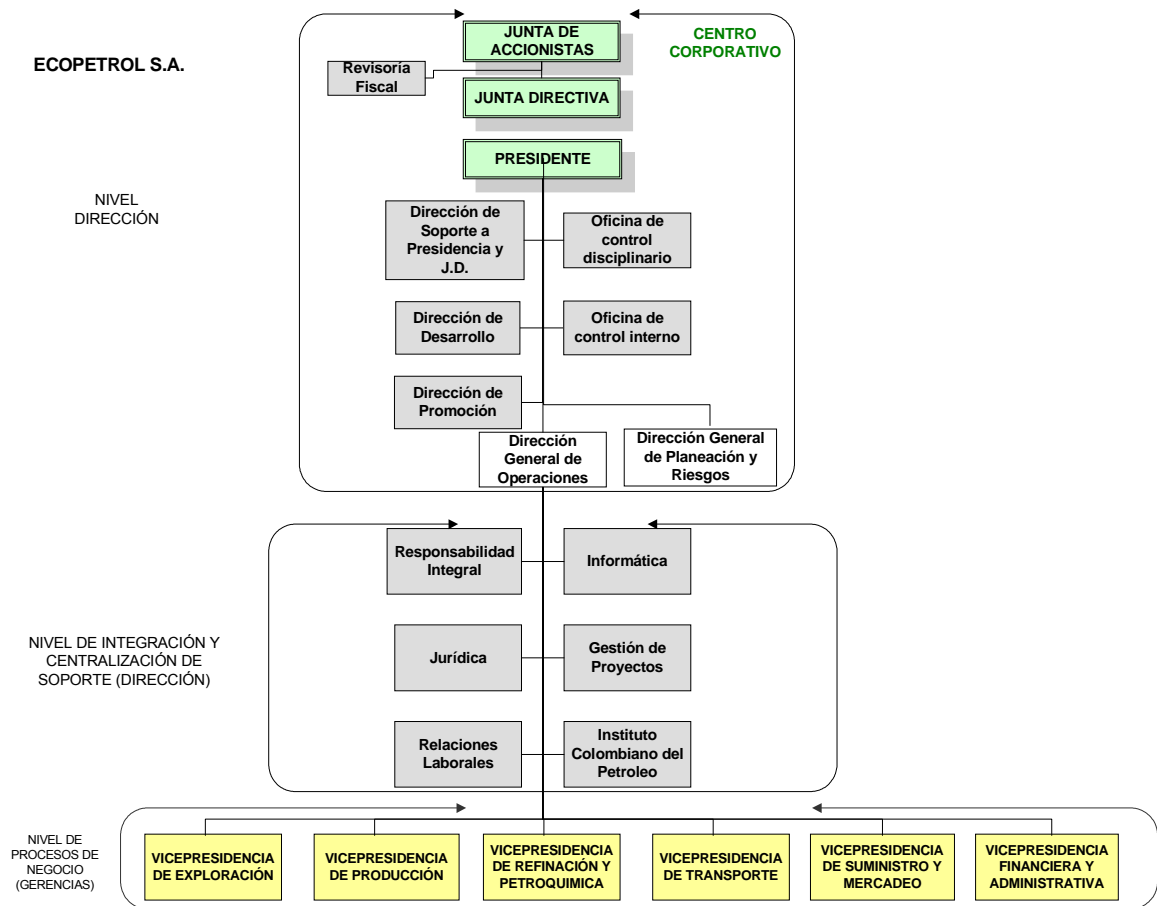 JUNTA DE
ACCIONISTAS
CENTRO
CORPORATIVO
ECOPETROL S.A.
Revisoría
Fiscal
JUNTA DIRECTIVA
PRESIDENTE
NIVEL
DIRECCIÓN
Dirección de
Soporte a
Presidencia y
J.D.
Oficina de
control
disciplinario
Dirección de
Desarrollo
Oficina de
control interno
Dirección de
Promoción
Dirección
General de
Operaciones
Dirección General
de Planeación y
Riesgos
Responsabilidad
Integral
Informática
NIVEL DE INTEGRACIÓN Y
CENTRALIZACIÓN DE
SOPORTE (DIRECCIÓN)
Jurídica
Gestión de
Proyectos
Relaciones
Laborales
Instituto
Colombiano del
Petroleo
NIVEL DE
PROCESOS DE
NEGOCIO
(GERENCIAS)
VICEPRESIDENCIA
DE EXPLORACIÓN
VICEPRESIDENCIA
DE PRODUCCIÓN
VICEPRESIDENCIA
DE REFINACIÓN Y
PETROQUIMICA
VICEPRESIDENCIA
DE TRANSPORTE
VICEPRESIDENCIA
DE SUMINISTRO Y
MERCADEO
VICEPRESIDENCIA
FINANCIERA Y
ADMINISTRATIVA